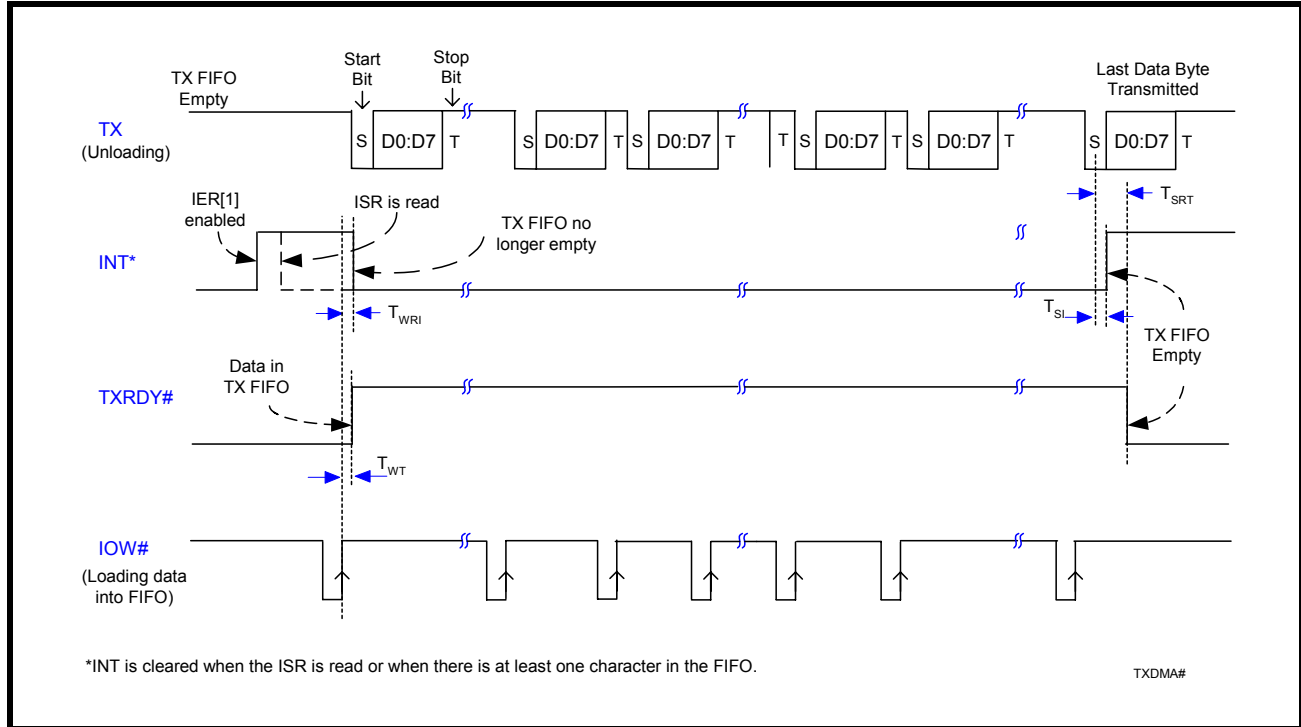 TX FIFO
Empty
Start
Bit
Stop
Bit
Last Data Byte
Transmitted
TX
(Unloading)
S D0:D7 T S D0:D7 T S D0:D7 T T S D0:D7 T S D0:D7 T S D0:D7 T
TSRT
IER[1]
enabled
ISR is read
TX FIFO no
longer empty
INT*
TWRI
TSI
TX FIFO
Empty
Data in
TX FIFO
TXRDY#
TWT
IOW#
(Loading data
into FIFO)
*INT is cleared when the ISR is read or when there is at least one character in the FIFO.
TXDMA#